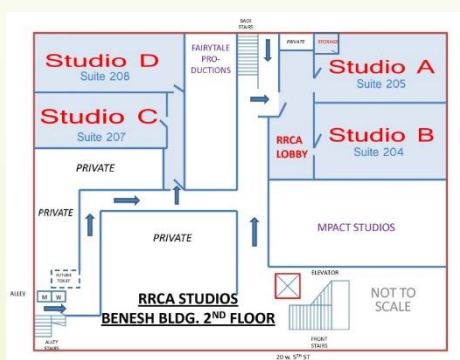 BACK
STAIRS
Studio D
Suite 208
FAIRYTALE
PRO-
DUCTIONS
PRIVATE
STORAGE
Studio A
Suite 205
Studio C
Suite 207
RRCA
LOBBY
Studio B
Suite 204
PRIVATE
PRIVATE
PRIVATE
MPACT STUDIOS
FUTURE
TOILET
M W
ALLEY
ALLEY
STAIRS
RRCA STUDIOS
BENESH BLDG. 2ND FLOOR
ELEVATOR
NOT TO
SCALE
FRONT
STAIRS
20 W. 5TH ST